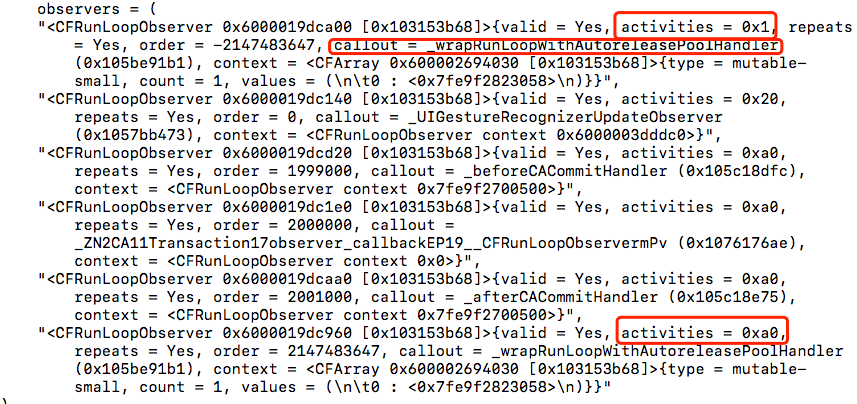 observers = (
"<CFRunLoopObserver 0x6000019dca00 [0x103153b68]>{valid = Yes, activities = 0x1, repeats
= Yes, order = -2147483647, callout = _wrapRunLoopWithAutoreleasePoolHandler
(0x105be91b1), context = <CFArray 0x600002694030 [0x103153b68]>{type = mutable-
small, count = 1, values = (\n\t0 : <0x7fe9f2823058>\n)}}",
"<CFRunLoopObserver 0x6000019dc140 [0x103153b68]>{valid = Yes, activities = 0x20,
repeats = Yes, order = 0, callout = _UIGestureRecognizerUpdateObserver
(0x1057bb473), context = <CFRunLoopObserver context 0x6000003dddc0>}",
"<CFRunLoopObserver 0x6000019dcd20 [0x103153b68]>{valid = Yes, activities = 0xa0,
repeats = Yes, order = 1999000, callout = _beforeCACommitHandler (0x105c18dfc),
context = <CFRunLoopObserver context 0x7fe9f2700500>}",
"<CFRunLoopObserver 0x6000019dc1e0 [0x103153b68]>{valid = Yes, activities = 0xa0,
repeats = Yes, order = 2000000, callout =
_ZN2CA11Transaction17observer_callbackEP19__CFRunLoopObservermPv (0x1076176ae),
context = <CFRunLoopObserver context 0x0>}",
"<CFRunLoopObserver 0x6000019dcaa0 [0x103153b68]>{valid = Yes, activities = 0xa0,
repeats = Yes, order = 2001000, callout = _afterCACommitHandler (0x105c18e75),
context = <CFRunLoopObserver context 0x7fe9f2700500>}",
"<CFRunLoopObserver 0x6000019dc960 [0x103153b68]>{valid = Yes, activities = 0xa0,
repeats = Yes, order = 2147483647, callout = _wrapRunLoopWithAutoreleasePoolHandler
(0x105be91b1), context = <CFArray 0x600002694030 [0x103153b68]>{type = mutable-
small, count = 1, values = (\n\t0 : <0x7fe9f2823058>\n)}}"
)